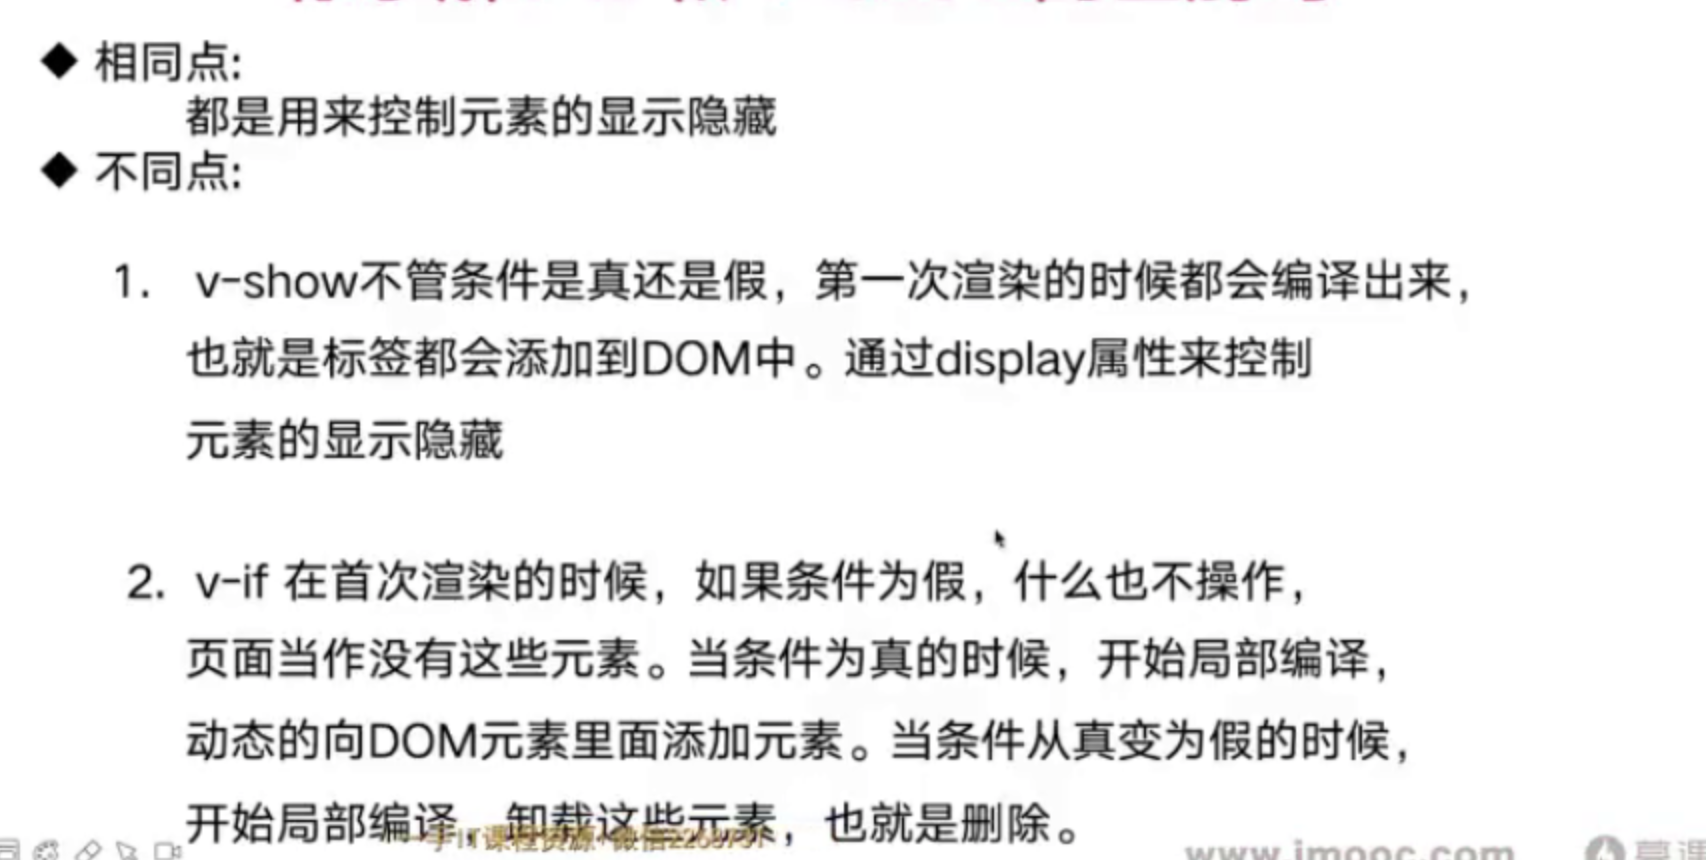 ◆ 相同点:
都是用来控制元素的显示隐藏
◆ 不同点:
1. v-show不管条件是真还是假，第一次渲染的时候都会编译出来，
也就是标签都会添加到DOM中。通过display属性来控制
元素的显示隐藏
2. v-if 在首次渲染的时候，如果条件为假，什么也不操作，
页面当作没有这些元素。当条件为真的时候，开始局部编译，
动态的向DOM元素里面添加元素。当条件从真变为假的时候，
开始局部编译，卸载这些元素，也就是删除。
一手IT课程资源+微信
www.imooc.com